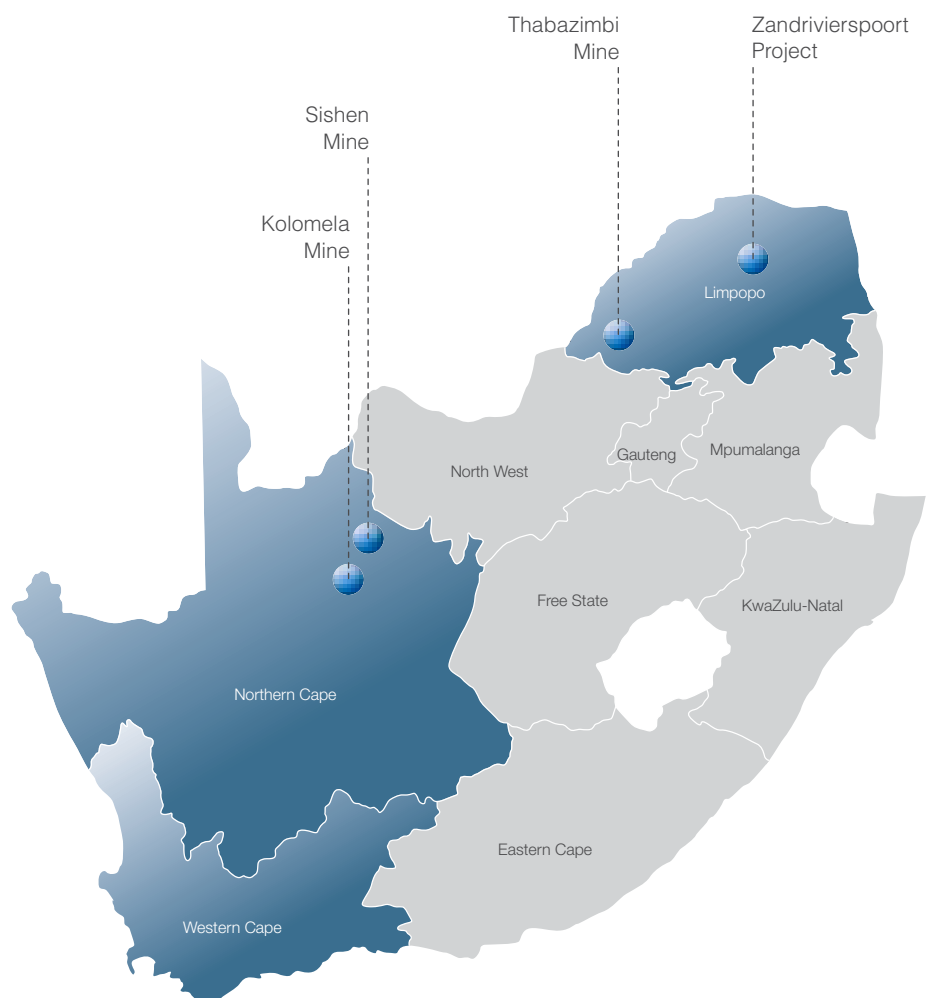 Thabazimbi
Mine
Zandrivierspoort
Project
Sishen
Mine
Kolomela
Mine
Limpopo
North West
Gauteng
Mpumalanga
Free State
KwaZulu-Natal
Northern Cape
Eastern Cape
Western Cape